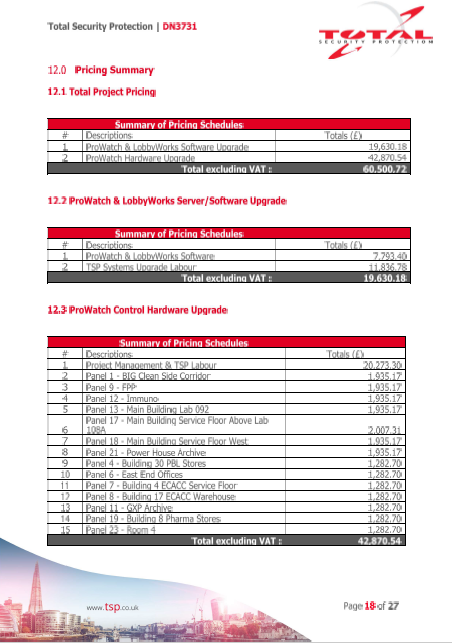 Total Security Protection | DN3731
TOTAL
SECURITY PROTECTION
12.0 Pricing Summary
12.1 Total Project Pricing
Summary of Pricing Schedules
# Descriptions Totals (£)
1 ProWatch & LobbyWorks Software Upgrade 19,630.18
2 ProWatch Hardware Upgrade 42,870.54
Total excluding VAT : 60,500.72
12.2 ProWatch & LobbyWorks Server/Software Upgrade
Summary of Pricing Schedules
# Descriptions Totals (£)
1 ProWatch & LobbyWorks Software 7,793.40
2 TSP Systems Upgrade Labour 11,836.78
Total excluding VAT : 19,630.18
12.3 ProWatch Control Hardware Upgrade
Summary of Pricing Schedules
# Descriptions Totals (£)
1 Project Management & TSP Labour 20,273.30
2 Panel 1 - BIG Clean Side Corridor 1,935.17
3 Panel 9 - FPP 1,935.17
4 Panel 12 - Immuno 1,935.17
5 Panel 13 - Main Building Lab 092 1,935.17
Panel 17 - Main Building Service Floor Above Lab
6 108A 2,007.31
7 Panel 18 - Main Building Service Floor West 1,935.17
8 Panel 21 - Power House Archive 1,935.17
9 Panel 4 - Building 30 PBL Stores 1,282.70
10 Panel 6 - East End Offices 1,282.70
11 Panel 7 - Building 4 ECACC Service Floor 1,282.70
12 Panel 8 - Building 17 ECACC Warehouse 1,282.70
13 Panel 11 - GXP Archive 1,282.70
14 Panel 19 - Building 8 Pharma Stores 1,282.70
15 Panel 23 - Room 4 1,282.70
Total excluding VAT : 42,870.54
www.tsp.co.uk
Page 18 of 27